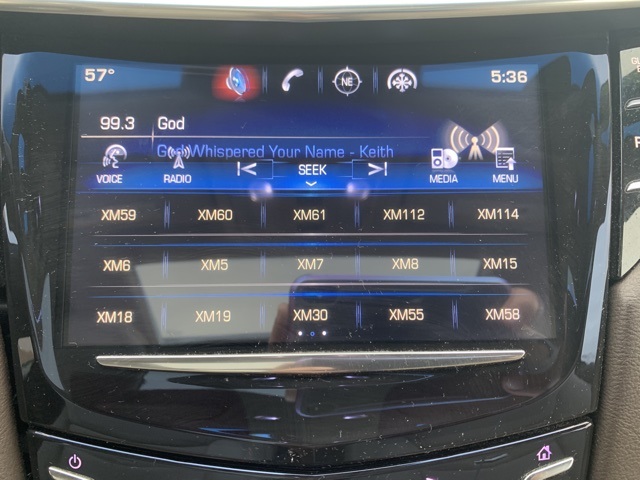 57° NE 5:36
99.3 God
God Whispered Your Name - Keith
VOICE RADIO SEEK MEDIA MENU
XM59 XM60 XM61 XM112 XM114
XM6 XM5 XM7 XM8 XM15
XM18 XM19 XM30 XM55 XM58